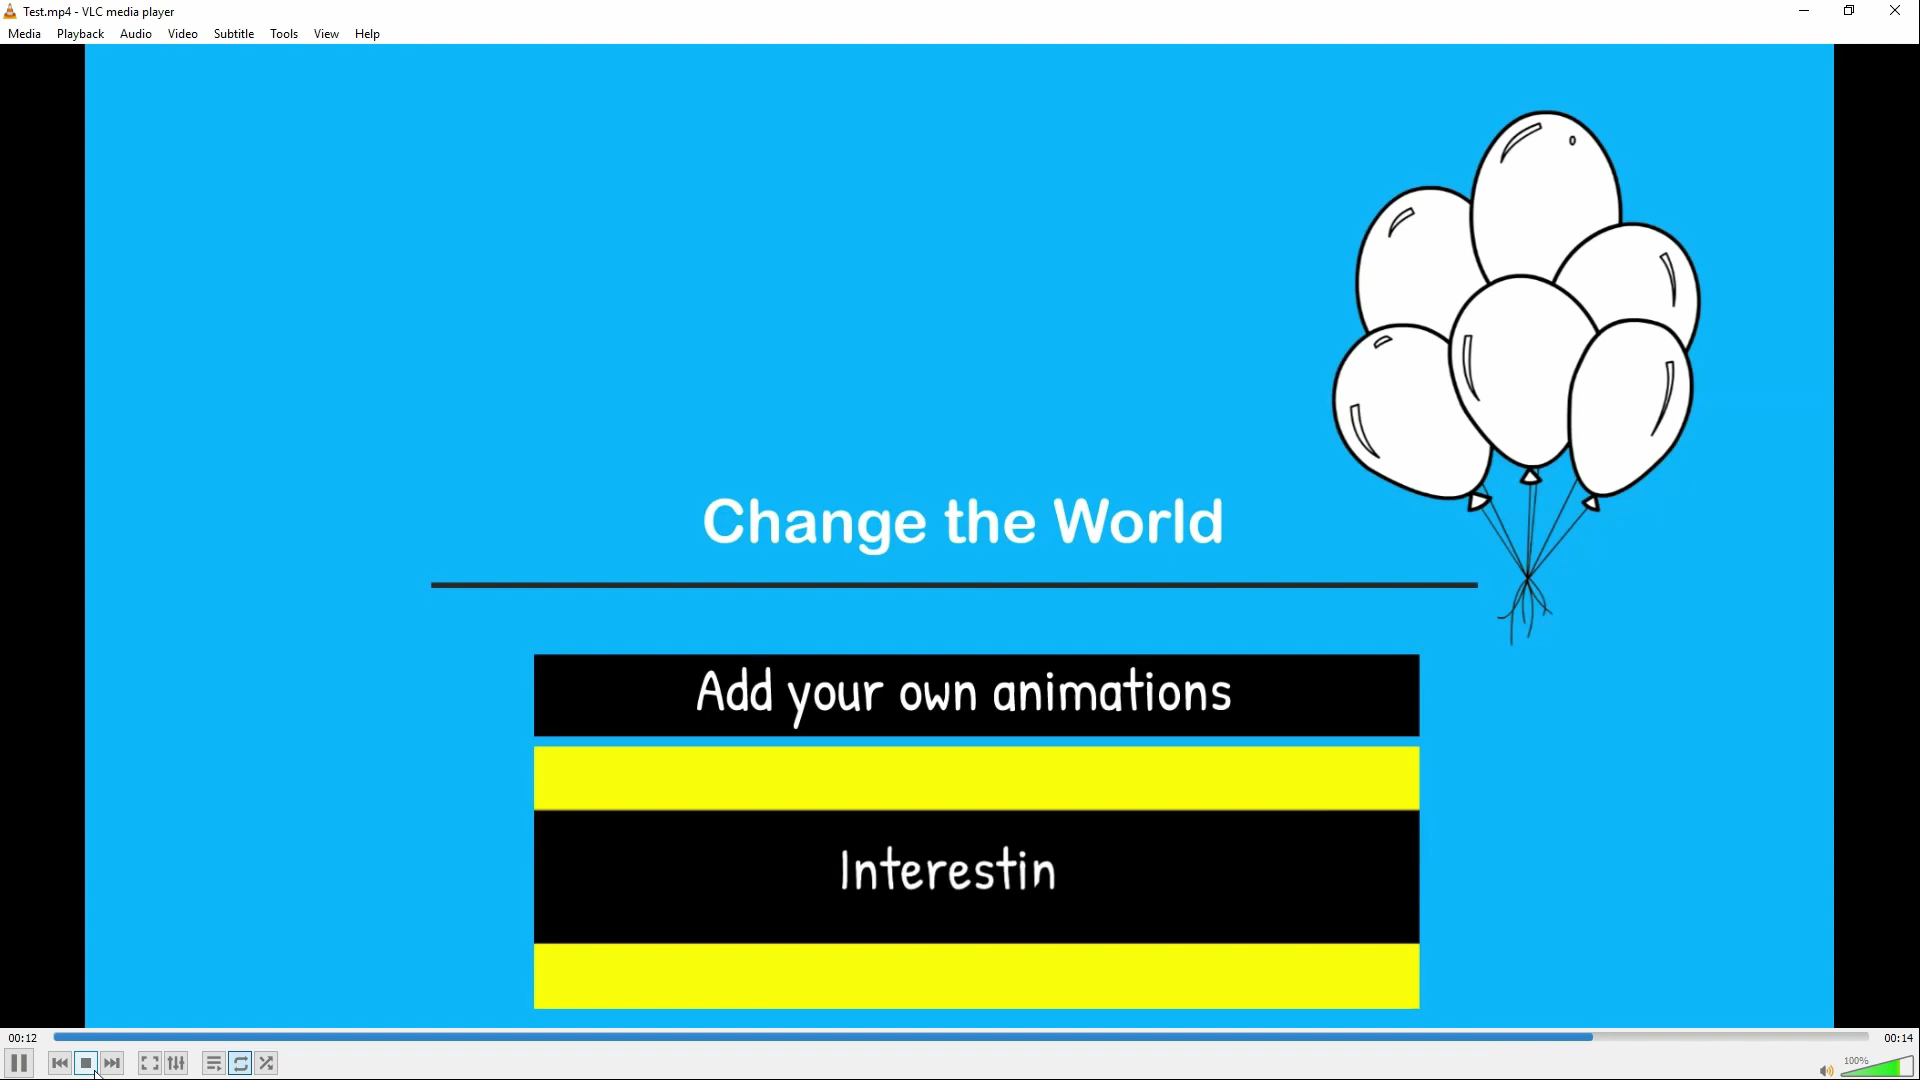 Test.mp4 - VLC media player
Media Playback Audio Video Subtitle Tools View Help
Change the World
Add your own animations
Interestin
00:12
00:14
100%